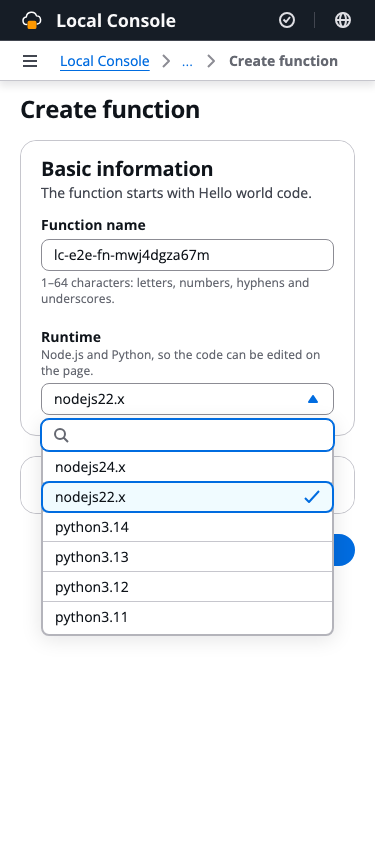 Local Console
Local Console
...
Create function
Create function
Basic information
The function starts with Hello world code.
Function name
lc-e2e-fn-mwj4dgza67m
1–64 characters: letters, numbers, hyphens and
underscores.
Runtime
Node.js and Python, so the code can be edited on
the page.
nodejs22.x
nodejs24.x
nodejs22.x
python3.14
python3.13
python3.12
python3.11